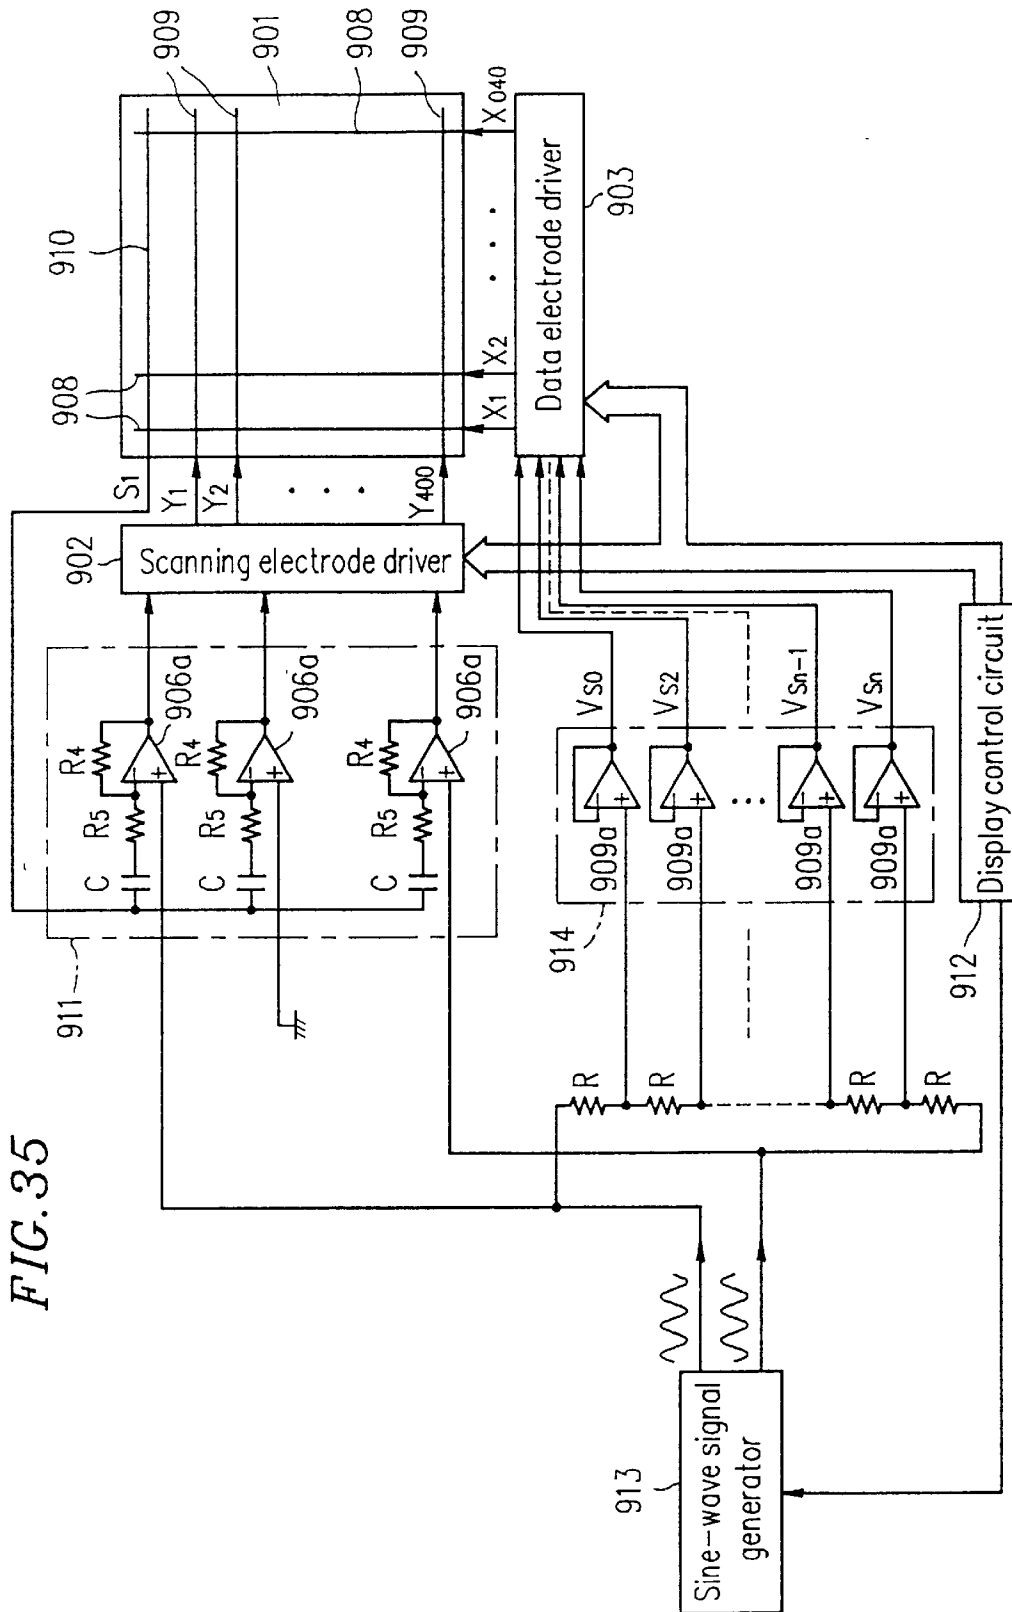 FIG. 35
911
R4
R5
C
906a
R4
R5
C
906a
R4
R5
C
906a
902
Scanning electrode driver
S1
Y1
Y2
Y400
908
910
909
901
908
909
X1
X2
X040
Data electrode driver
903
913
Sine-wave signal
generator
R
R
R
R
914
909a
909a
909a
909a
VS0
VS2
VSn-1
VSn
912
Display control circuit